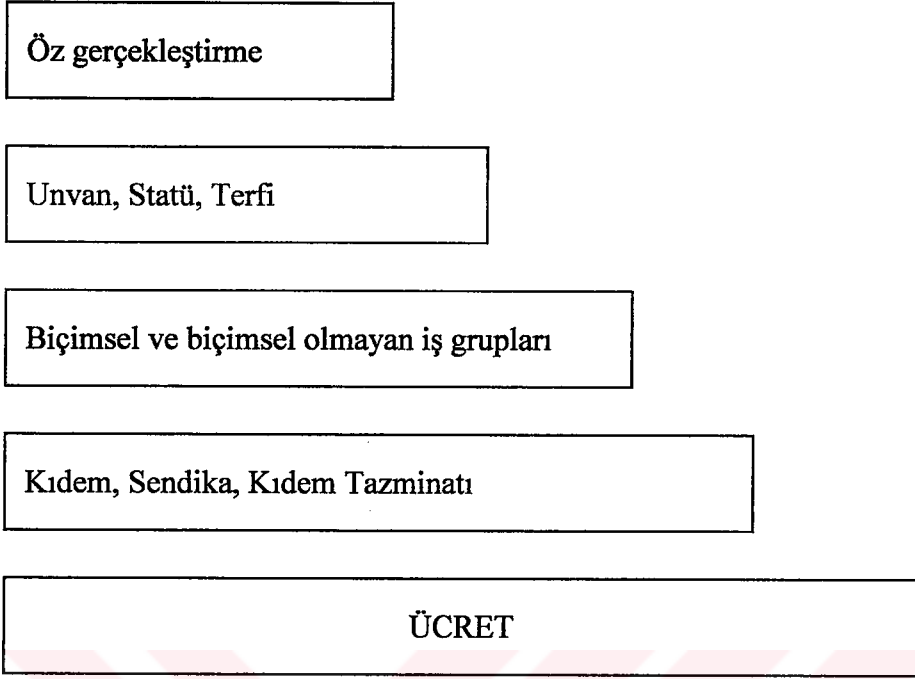 Öz gerçekleştirme
Unvan, Statü, Terfi
Biçimsel ve biçimsel olmayan iş grupları
Kıdem, Sendika, Kıdem Tazminatı
ÜCRET